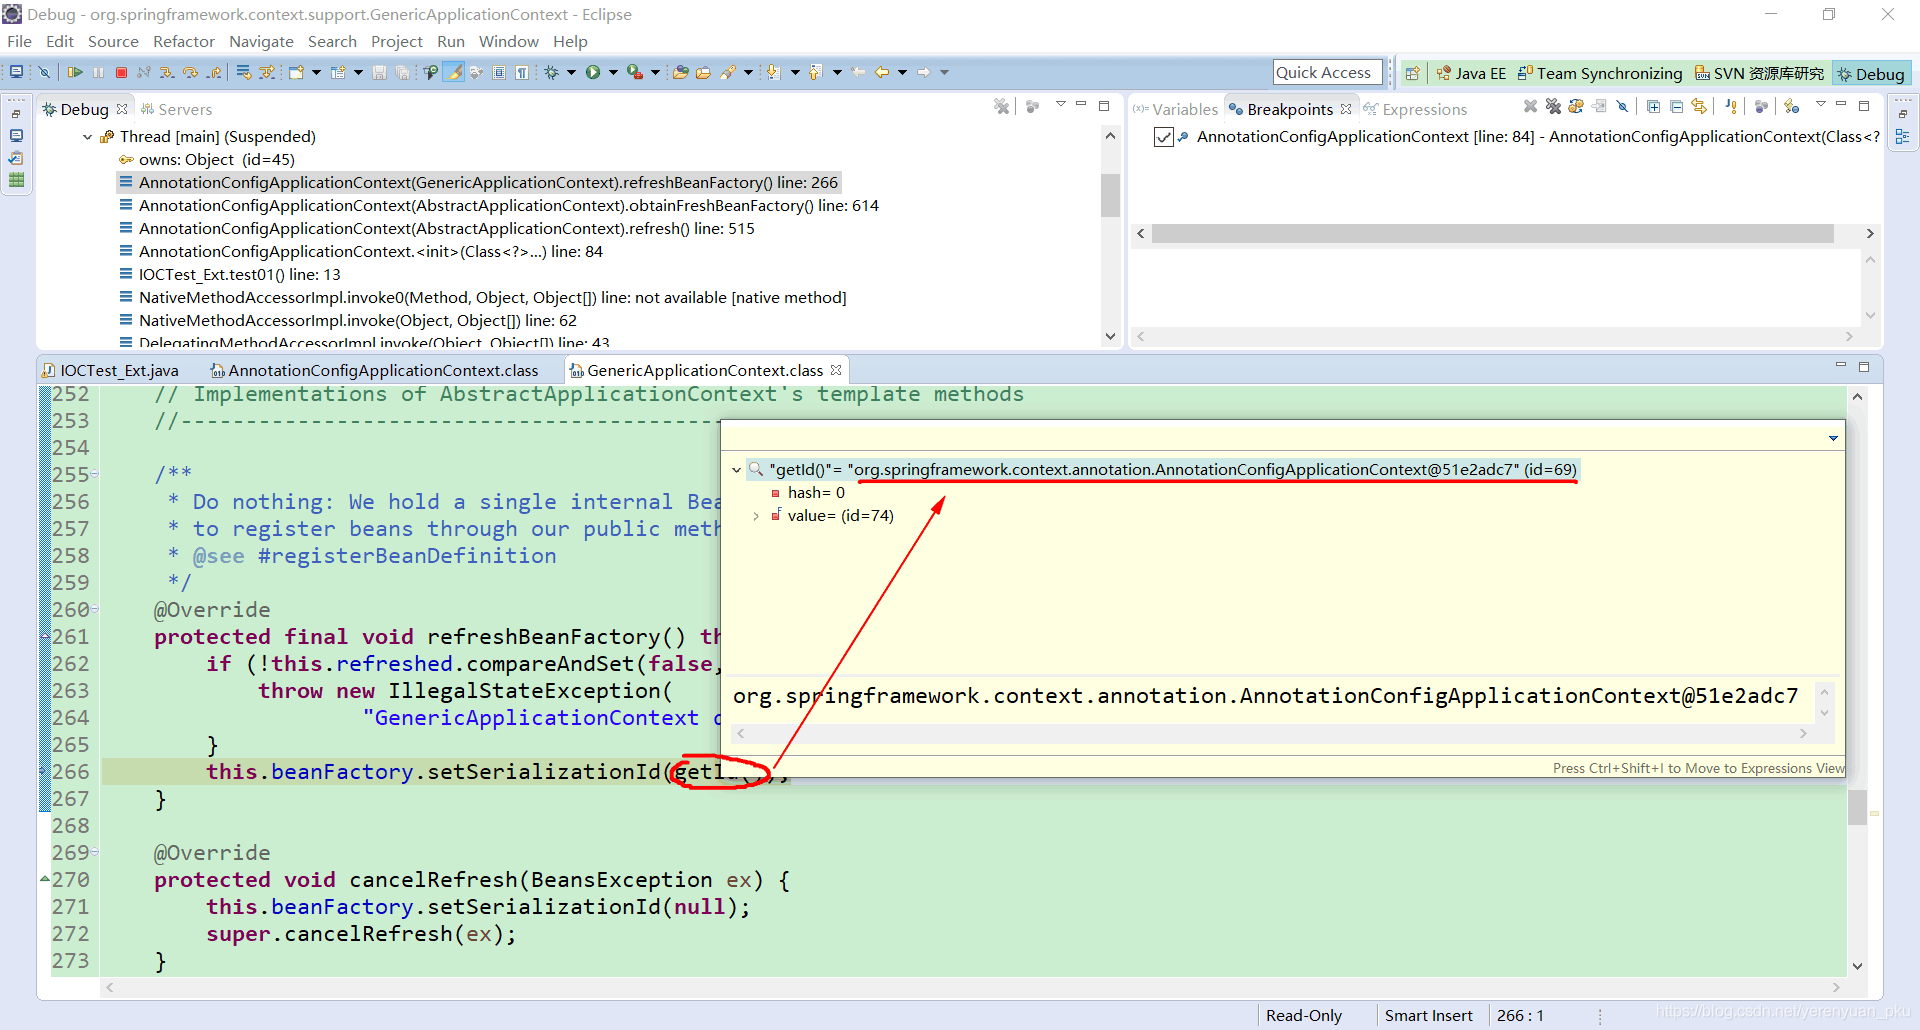 Debug - org.springframework.context.support.GenericApplicationContext - Eclipse
File Edit Source Refactor Navigate Search Project Run Window Help
Quick Access
Java EE
Team Synchronizing
SVN 资源库研究
Debug
Debug
Servers
Thread [main] (Suspended)
owns: Object (id=45)
AnnotationConfigApplicationContext(GenericApplicationContext).refreshBeanFactory() line: 266
AnnotationConfigApplicationContext(AbstractApplicationContext).obtainFreshBeanFactory() line: 614
AnnotationConfigApplicationContext(AbstractApplicationContext).refresh() line: 515
AnnotationConfigApplicationContext.<init>(Class<?>...) line: 84
IOCTest_Ext.test01() line: 13
NativeMethodAccessorImpl.invoke0(Method, Object, Object[]) line: not available [native method]
NativeMethodAccessorImpl.invoke(Object, Object[]) line: 62
DelegatingMethodAccessorImpl.invoke(Object, Object[]) line: 43
Variables
Breakpoints
Expressions
AnnotationConfigApplicationContext [line: 84] - AnnotationConfigApplicationContext(Class<?
IOCTest_Ext.java
AnnotationConfigApplicationContext.class
GenericApplicationContext.class
252 // Implementations of AbstractApplicationContext's template methods
253 //------------------------------------------
254
255 /**
256 * Do nothing: We hold a single internal Bea
257 * to register beans through our public meth
258 * @see #registerBeanDefinition
259 */
260 @Override
261 protected final void refreshBeanFactory() th
262 if (!this.refreshed.compareAndSet(false,
263 throw new IllegalStateException(
264 "GenericApplicationContext d
265 }
266 this.beanFactory.setSerializationId(getId());
267 }
268
269 @Override
270 protected void cancelRefresh(BeansException ex) {
271 this.beanFactory.setSerializationId(null);
272 super.cancelRefresh(ex);
273 }
"getId()"= "org.springframework.context.annotation.AnnotationConfigApplicationContext@51e2adc7" (id=69)
hash= 0
value= (id=74)
org.springframework.context.annotation.AnnotationConfigApplicationContext@51e2adc7
Press Ctrl+Shift+I to Move to Expressions View
Read-Only
Smart Insert
266 : 1
https://blog.csdn.net/yerenyuan_pku